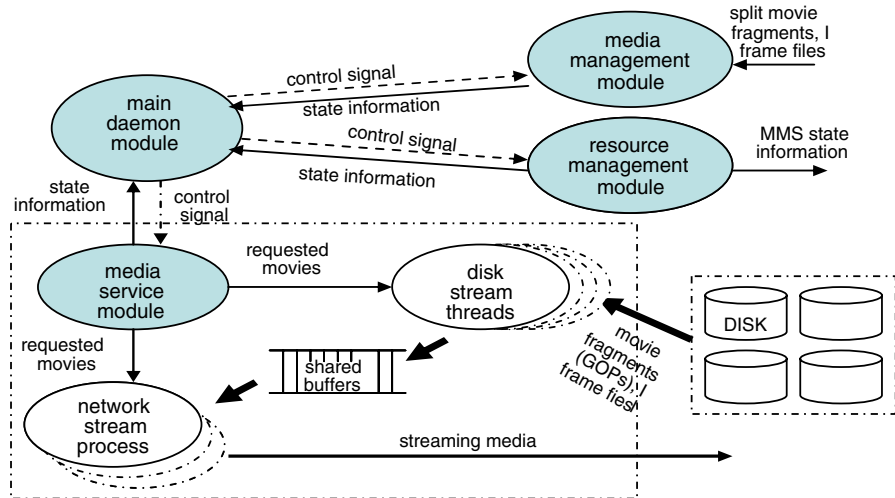 split movie
fragments, I
frame files
media
management
module
control signal
state information
main
daemon
module
control signal
state information
resource
management
module
MMS state
information
state
information
control
signal
media
service
module
requested
movies
disk
stream
threads
DISK
movie
fragments
(GOPs), I
frame fies
requested
movies
shared
buffers
network
stream
process
streaming media